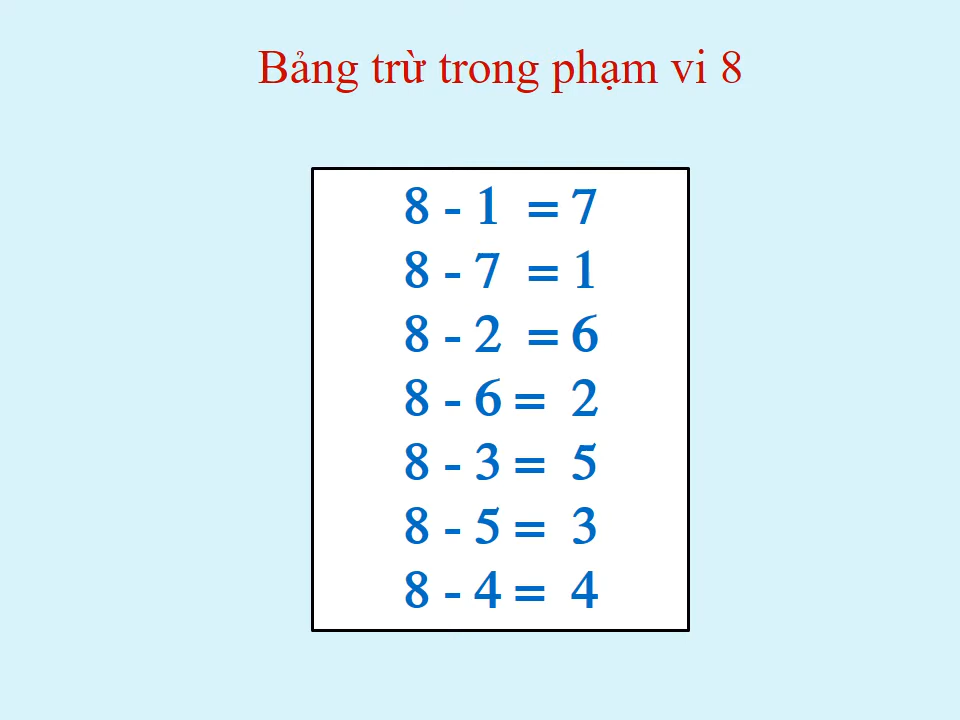 Bảng trừ trong phạm vi 8
8 - 1 = 7
8 - 7 = 1
8 - 2 = 6
8 - 6 = 2
8 - 3 = 5
8 - 5 = 3
8 - 4 = 4